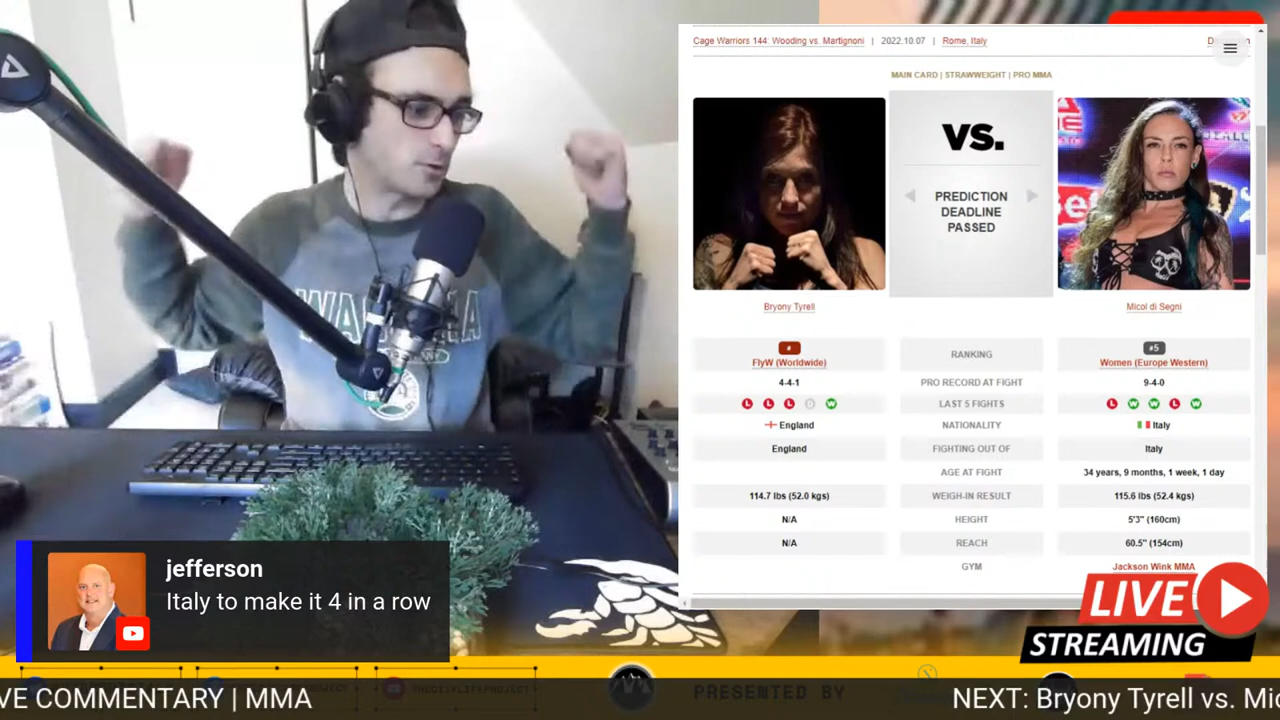 Cage Warriors 144: Wooding vs. Martignoni | 2022.10.07 | Rome, Italy
MAIN CARD | STRAWWEIGHT | PRO MMA
VS.
PREDICTION
DEADLINE
PASSED
Bryony Tyrell
Micol di Segni
#
RANKING
#5
FlyW (Worldwide)
Women (Europe Western)
4-4-1 PRO RECORD AT FIGHT 9-4-0
L L L D W LAST 5 FIGHTS L W W L W
England NATIONALITY Italy
England FIGHTING OUT OF Italy
AGE AT FIGHT 34 years, 9 months, 1 week, 1 day
114.7 lbs (52.0 kgs) WEIGH-IN RESULT 115.6 lbs (52.4 kgs)
N/A HEIGHT 5'3" (160cm)
N/A REACH 60.5" (154cm)
GYM Jackson Wink MMA
jefferson
Italy to make it 4 in a row
LIVE
STREAMING
PRESENTED BY
VE COMMENTARY | MMA
NEXT: Bryony Tyrell vs. Mic